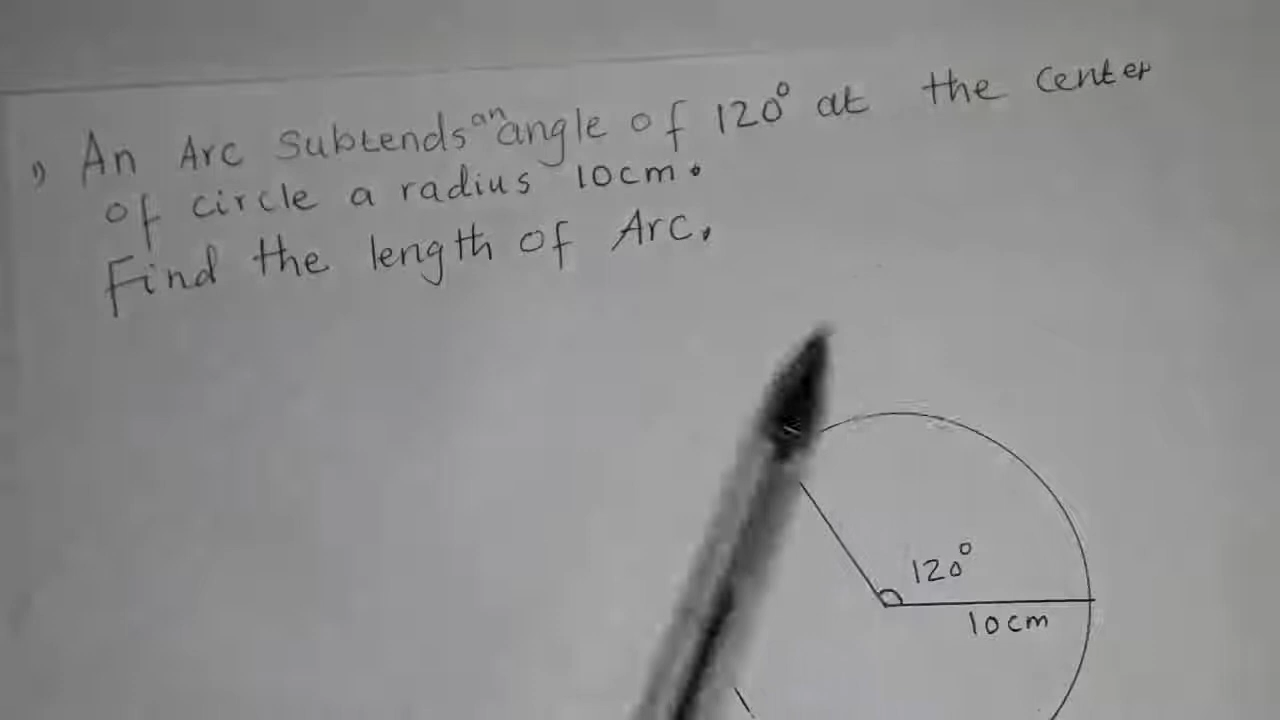 1) An Arc subtends an angle of 120° at the center
of circle a radius 10cm.
Find the length of Arc.
120°
10cm